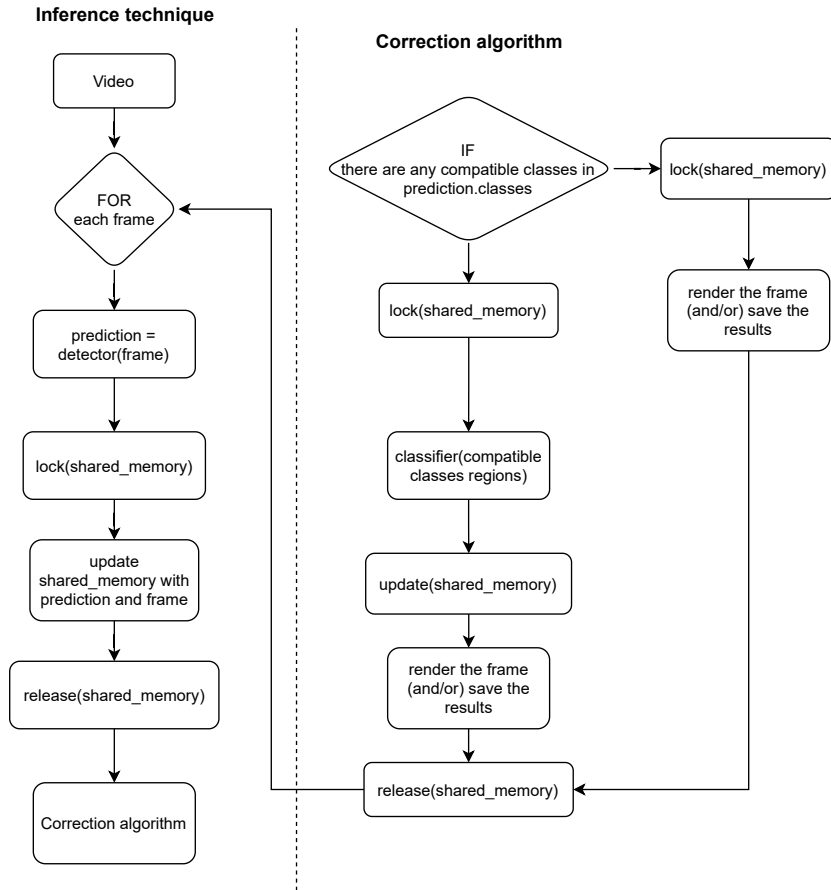 Inference technique
Video
FOR
each frame
prediction =
detector(frame)
lock(shared_memory)
update
shared_memory with
prediction and frame
release(shared_memory)
Correction algorithm
Correction algorithm
IF
there are any compatible classes in
prediction.classes
lock(shared_memory)
classifier(compatible
classes regions)
update(shared_memory)
render the frame
(and/or) save the
results
release(shared_memory)
lock(shared_memory)
render the frame
(and/or) save the
results